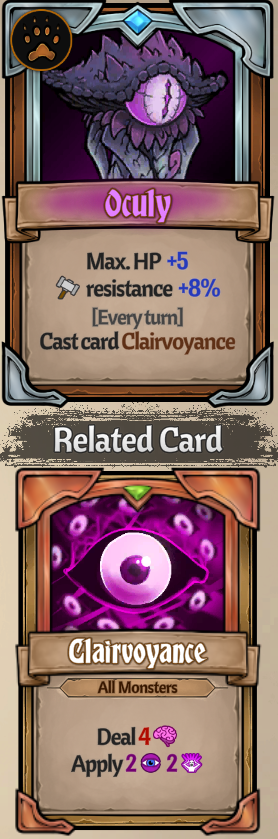 Oculy
Max. HP +5
resistance +8%
[Every turn]
Cast card Clairvoyance
Related Card
Clairvoyance
All Monsters
Deal 4
Apply 2 2